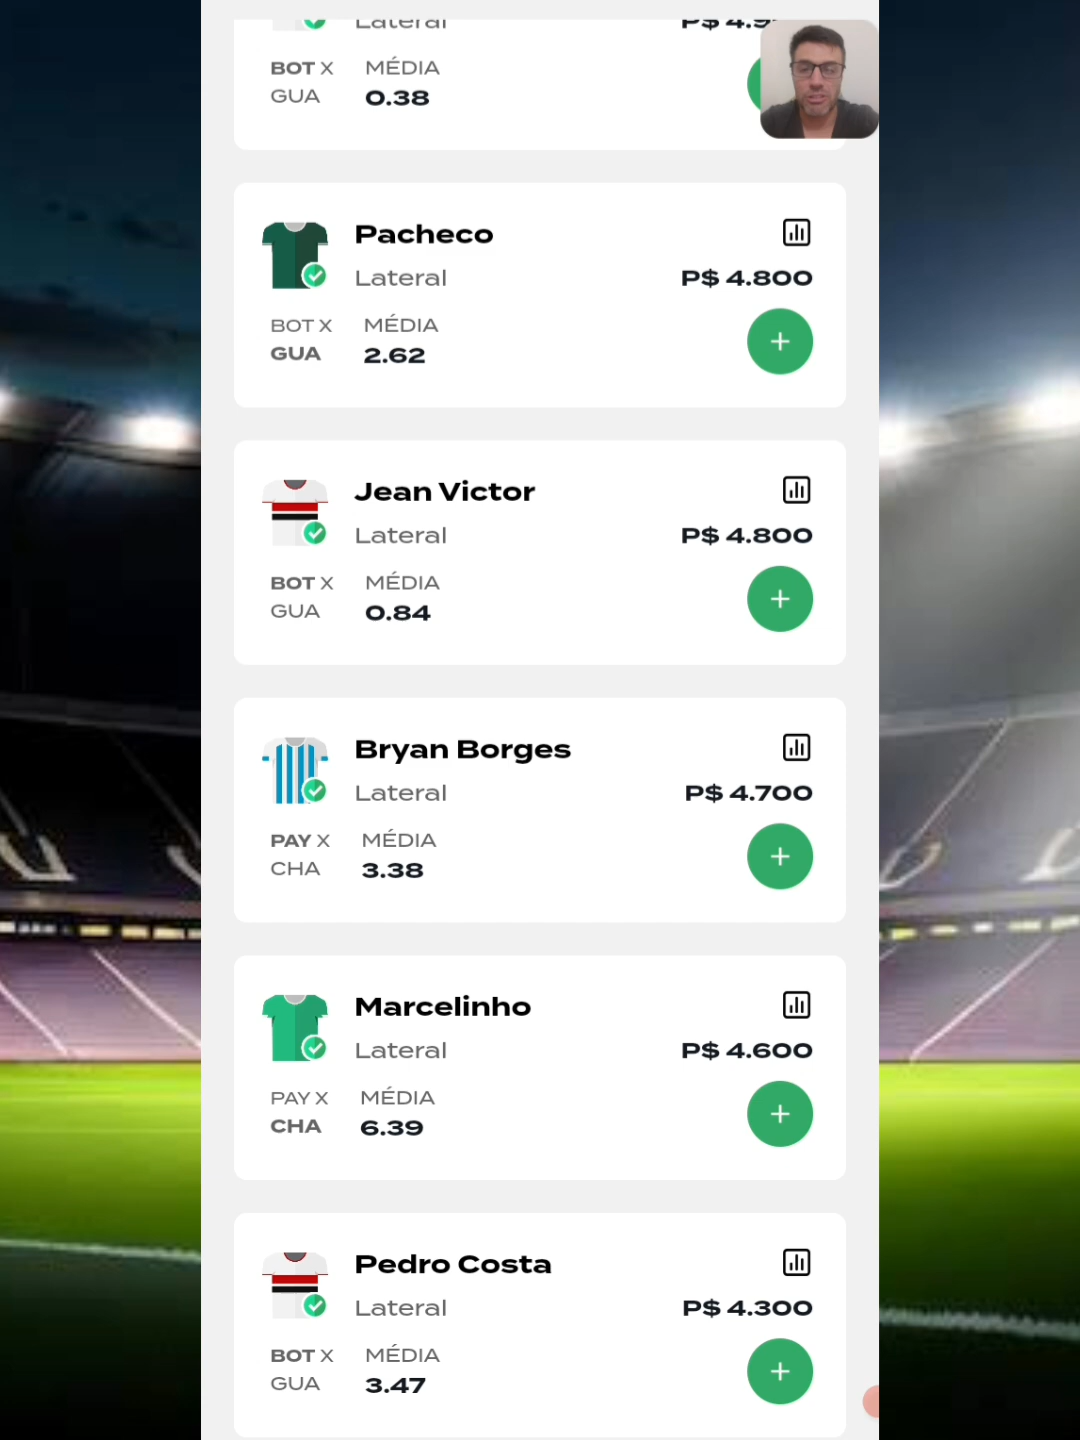 Lateral
BOT X MÉDIA
GUA 0.38
Pacheco
Lateral P$ 4.800
BOT X MÉDIA
GUA 2.62
Jean Victor
Lateral P$ 4.800
BOT X MÉDIA
GUA 0.84
Bryan Borges
Lateral P$ 4.700
PAY X MÉDIA
CHA 3.38
Marcelinho
Lateral P$ 4.600
PAY X MÉDIA
CHA 6.39
Pedro Costa
Lateral P$ 4.300
BOT X MÉDIA
GUA 3.47